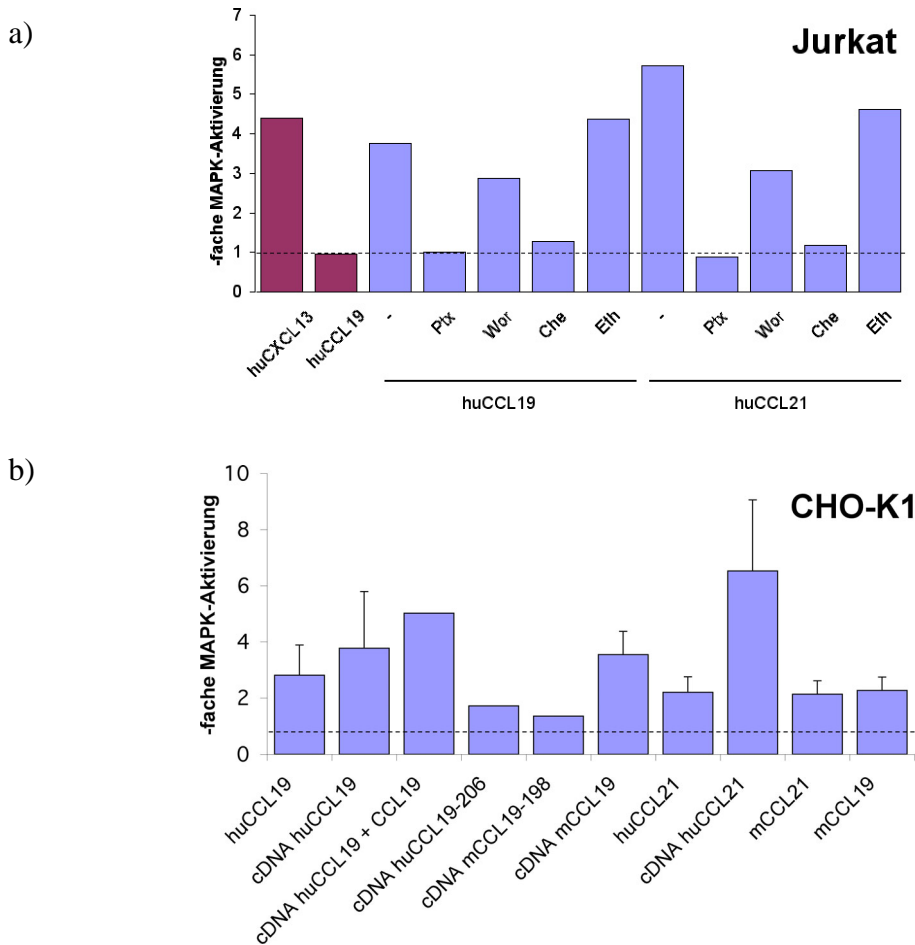 a)
Jurkat
-fache MAPK-Aktivierung
7
6
5
4
3
2
1
0
huCXCL13
huCCL19
-
Ptx
Wor
Che
Eth
-
Ptx
Wor
Che
Eth
huCCL19
huCCL21
b)
CHO-K1
-fache MAPK-Aktivierung
10
8
6
4
2
0
huCCL19
cDNA huCCL19
cDNA huCCL19 + CCL19
cDNA huCCL19-206
cDNA mCCL19-198
cDNA mCCL19
huCCL21
cDNA huCCL21
mCCL21
mCCL19